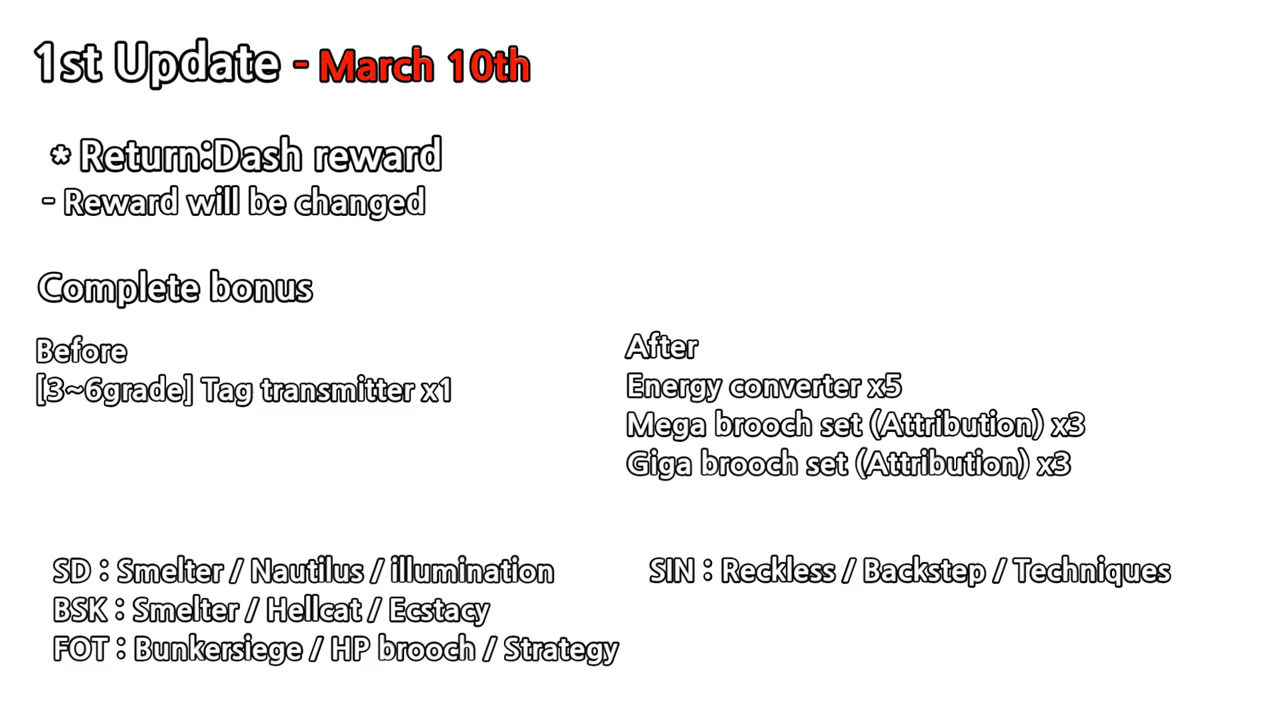 1st Update - March 10th
* Return:Dash reward
- Reward will be changed
Complete bonus
Before
[3~6grade] Tag transmitter x1
After
Energy converter x5
Mega brooch set (Attribution) x3
Giga brooch set (Attribution) x3
SD : Smelter / Nautilus / illumination
BSK : Smelter / Hellcat / Ecstacy
FOT : Bunkersiege / HP brooch / Strategy
SIN : Reckless / Backstep / Techniques